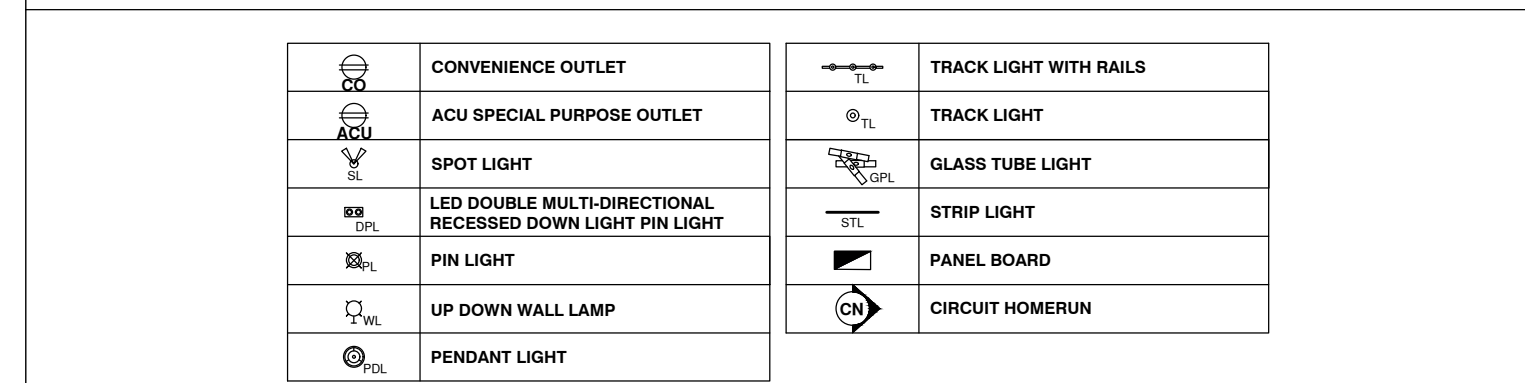 CO
CONVENIENCE OUTLET
ACU
ACU SPECIAL PURPOSE OUTLET
SL
SPOT LIGHT
DPL
LED DOUBLE MULTI-DIRECTIONAL
RECESSED DOWN LIGHT PIN LIGHT
PL
PIN LIGHT
WL
UP DOWN WALL LAMP
PDL
PENDANT LIGHT
TL
TRACK LIGHT WITH RAILS
TL
TRACK LIGHT
GPL
GLASS TUBE LIGHT
STL
STRIP LIGHT
PANEL BOARD
CN
CIRCUIT HOMERUN